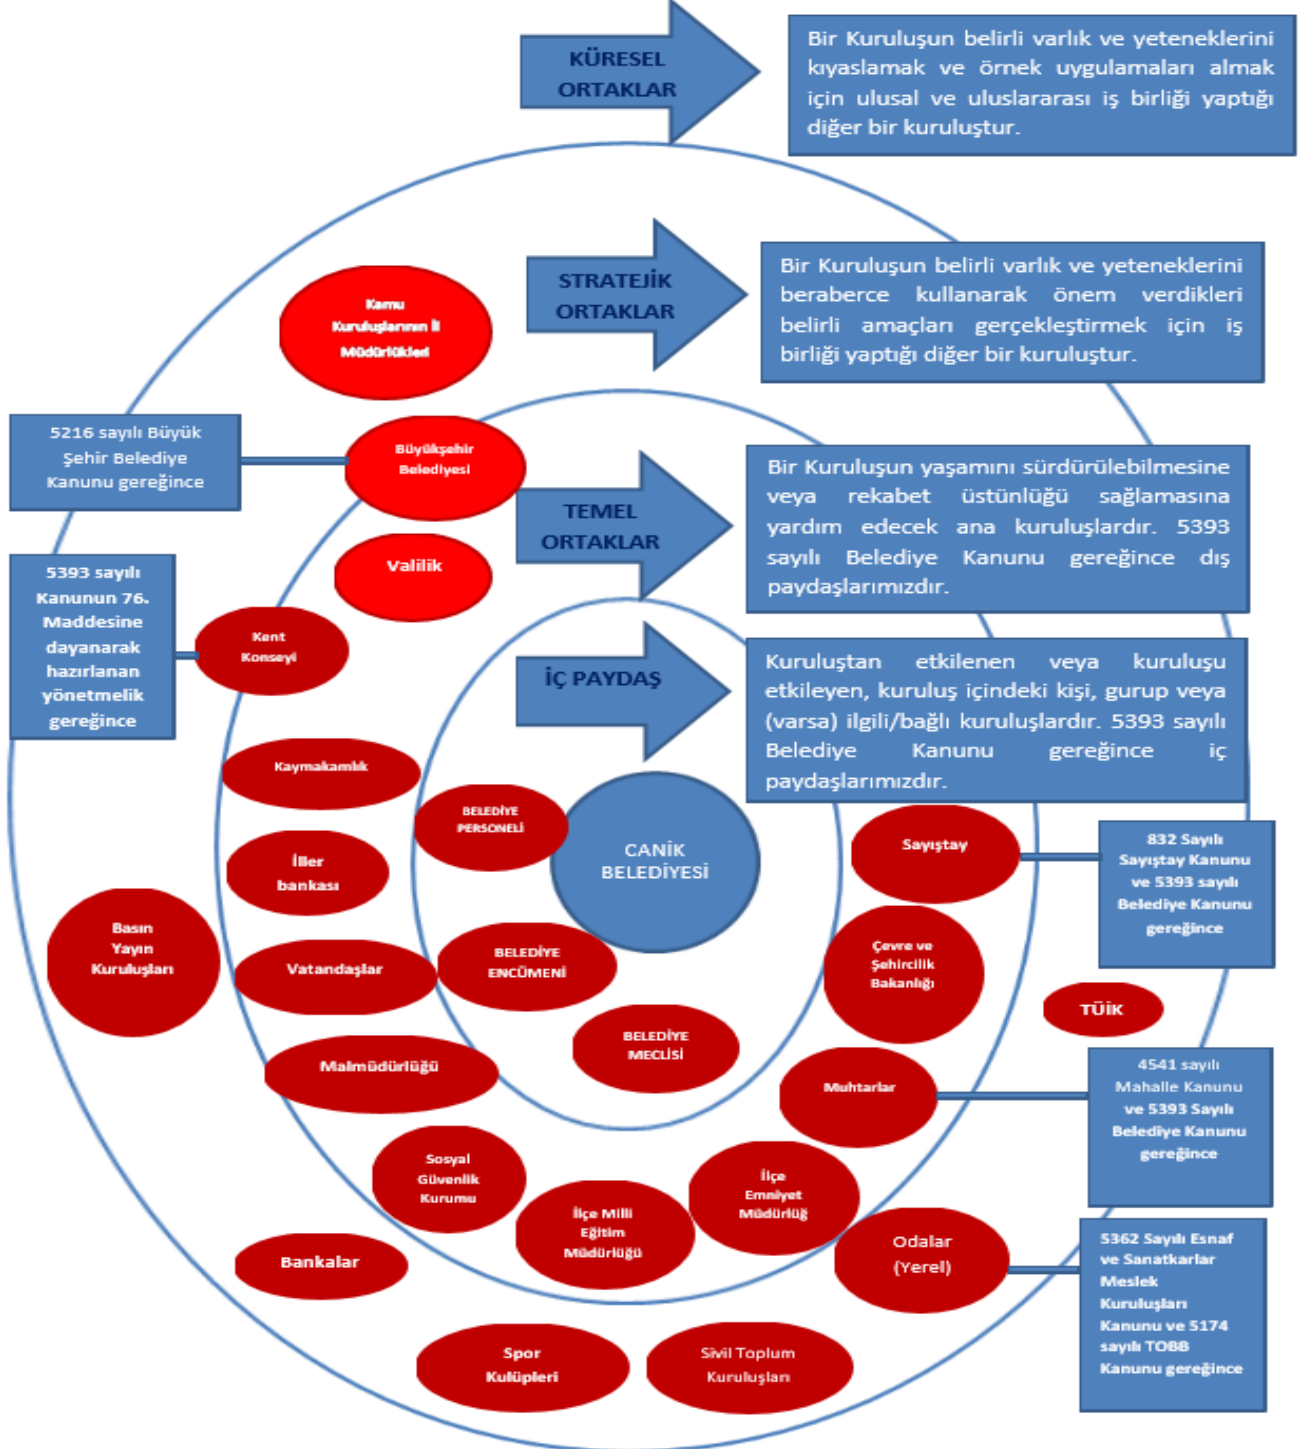 KÜRESEL
ORTAKLAR
Bir Kuruluşun belirli varlık ve yeteneklerini
kıyaslamak ve örnek uygulamaları almak
için ulusal ve uluslararası iş birliği yaptığı
diğer bir kuruluştur.
STRATEJİK
ORTAKLAR
Bir Kuruluşun belirli varlık ve yeteneklerini
beraberce kullanarak önem verdikleri
belirli amaçları gerçekleştirmek için iş
birliği yaptığı diğer bir kuruluştur.
Kamu
Kuruluşlarının İl
Müdürlükleri
5216 sayılı Büyük
Şehir Belediye
Kanunu gereğince
Büyükşehir
Belediyesi
TEMEL
ORTAKLAR
Bir Kuruluşun yaşamını sürdürülebilmesine
veya rekabet üstünlüğü sağlamasına
yardım edecek ana kuruluşlardır. 5393
sayılı Belediye Kanunu gereğince dış
paydaşlarımızdır.
Valilik
5393 sayılı
Kanunun 76.
Maddesine
dayanarak
hazırlanan
yönetmelik
gereğince
Kent
Konseyi
İÇ PAYDAŞ
Kuruluştan etkilenen veya kuruluşu
etkileyen, kuruluş içindeki kişi, gurup veya
(varsa) ilgili/bağlı kuruluşlardır. 5393 sayılı
Belediye Kanunu gereğince iç
paydaşlarımızdır.
Kaymakamlık
BELEDİYE
PERSONELİ
CANİK
BELEDİYESİ
Sayıştay
832 Sayılı
Sayıştay Kanunu
ve 5393 sayılı
Belediye Kanunu
gereğince
İller
bankası
Basın
Yayın
Kuruluşları
Vatandaşlar
BELEDİYE
ENCÜMENİ
Çevre ve
Şehircilik
Bakanlığı
TÜİK
BELEDİYE
MECLİSİ
Malmüdürlüğü
Muhtarlar
4541 sayılı
Mahalle Kanunu
ve 5393 Sayılı
Belediye Kanunu
gereğince
Sosyal
Güvenlik
Kurumu
İlçe Milli
Eğitim
Müdürlüğü
İlçe
Emniyet
Müdürlüğ
Odalar
(Yerel)
5362 Sayılı Esnaf
ve Sanatkarlar
Meslek
Kuruluşları
Kanunu ve 5174
sayılı TOBB
Kanunu gereğince
Bankalar
Spor
Kulüpleri
Sivil Toplum
Kuruluşları